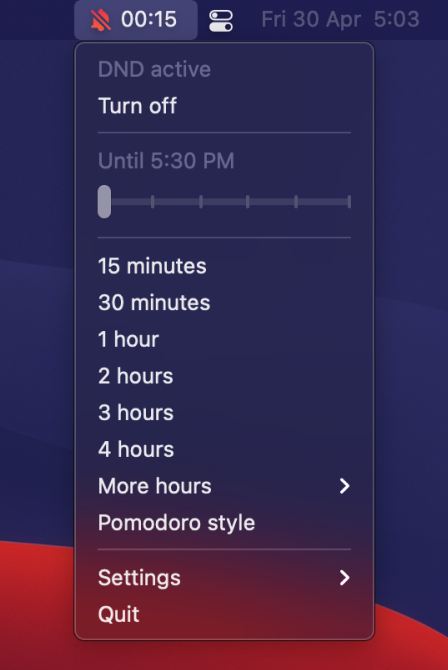 00:15 Fri 30 Apr 5:03
DND active
Turn off
Until 5:30 PM
15 minutes
30 minutes
1 hour
2 hours
3 hours
4 hours
More hours
Pomodoro style
Settings
Quit